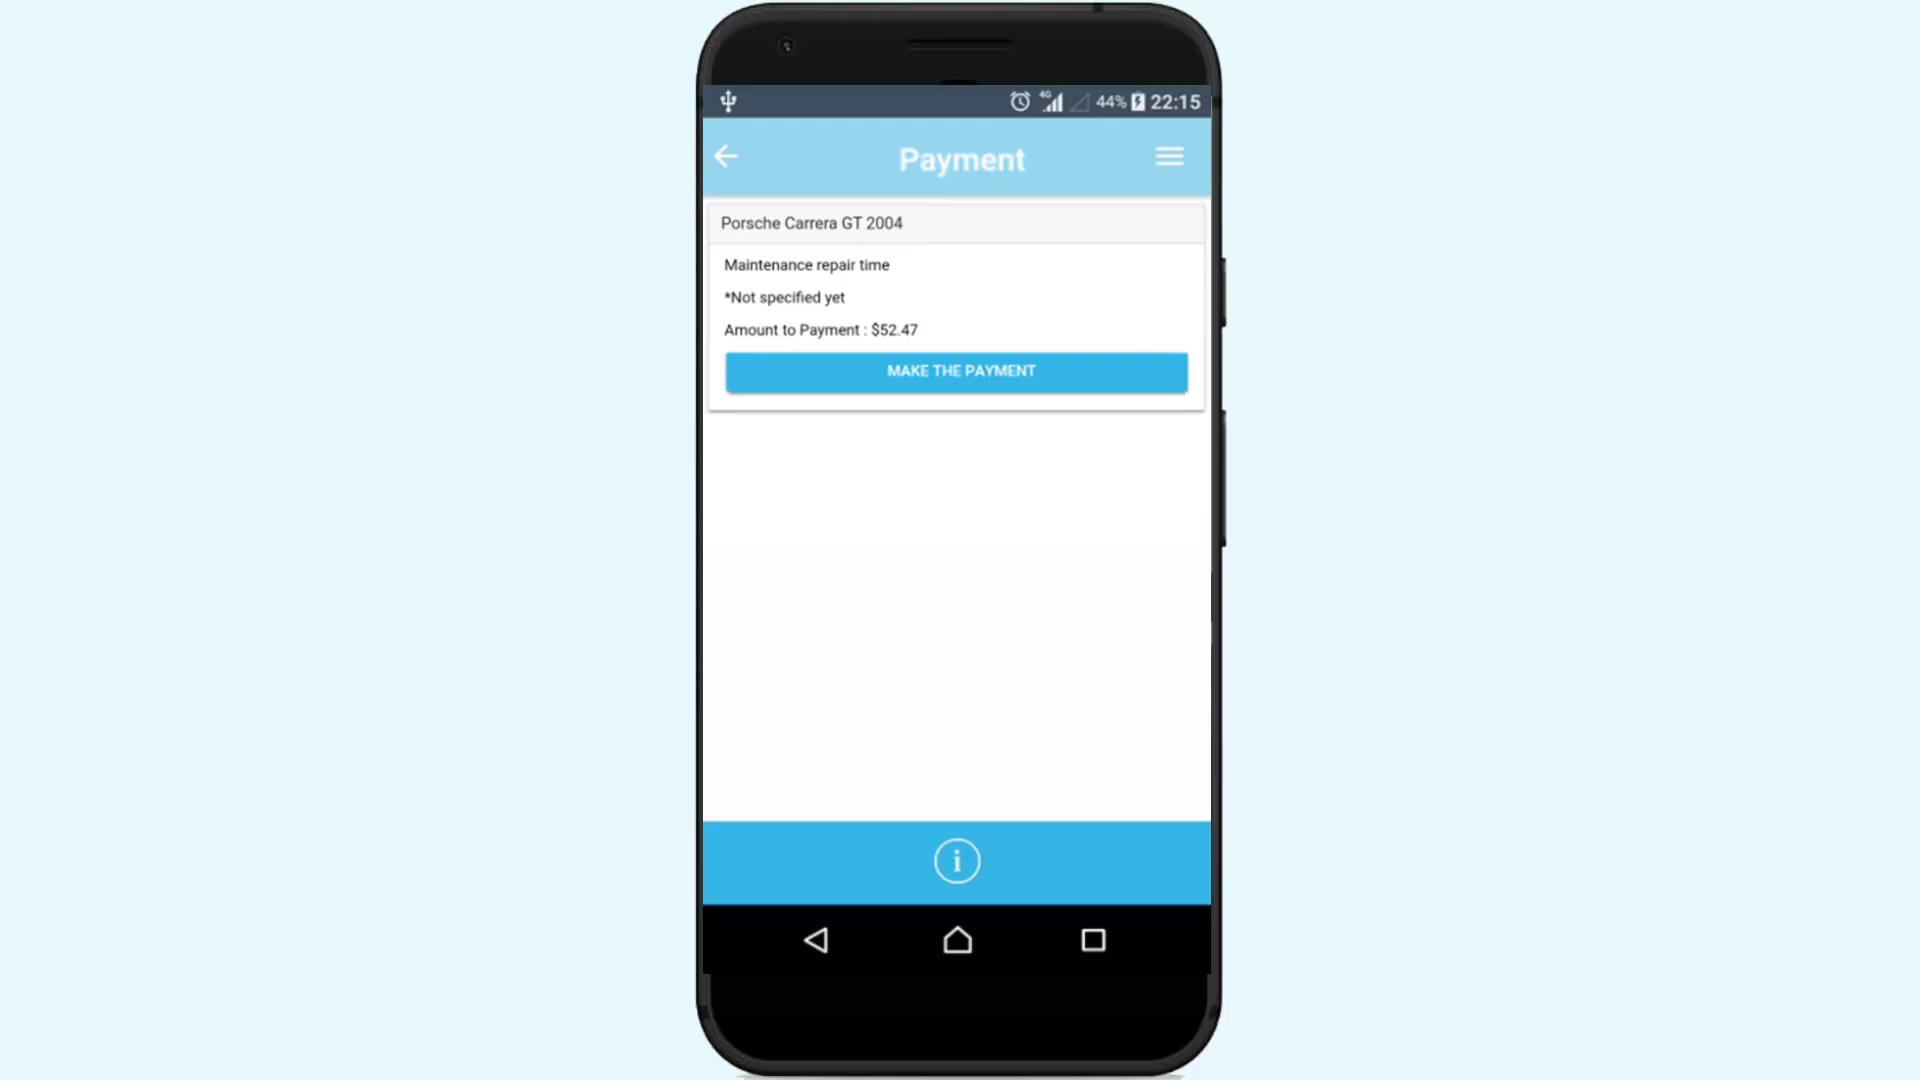 4G 44% 22:15
Payment
Porsche Carrera GT 2004
Maintenance repair time
*Not specified yet
Amount to Payment : $52.47
MAKE THE PAYMENT
i